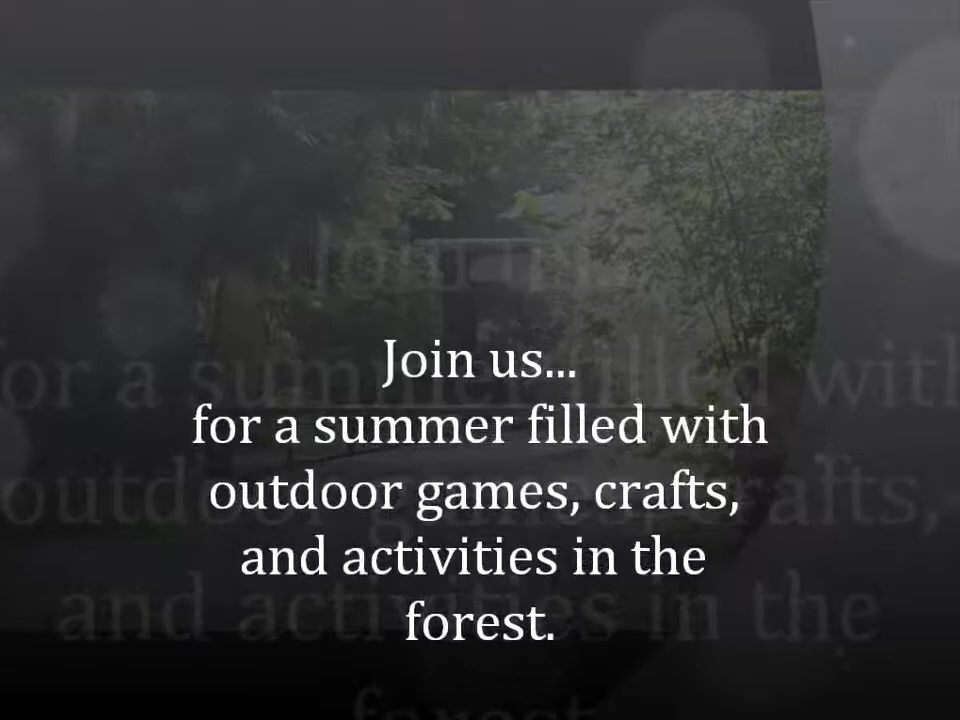 Join us...
for a summer filled with
outdoor games, crafts,
and activities in the
forest.